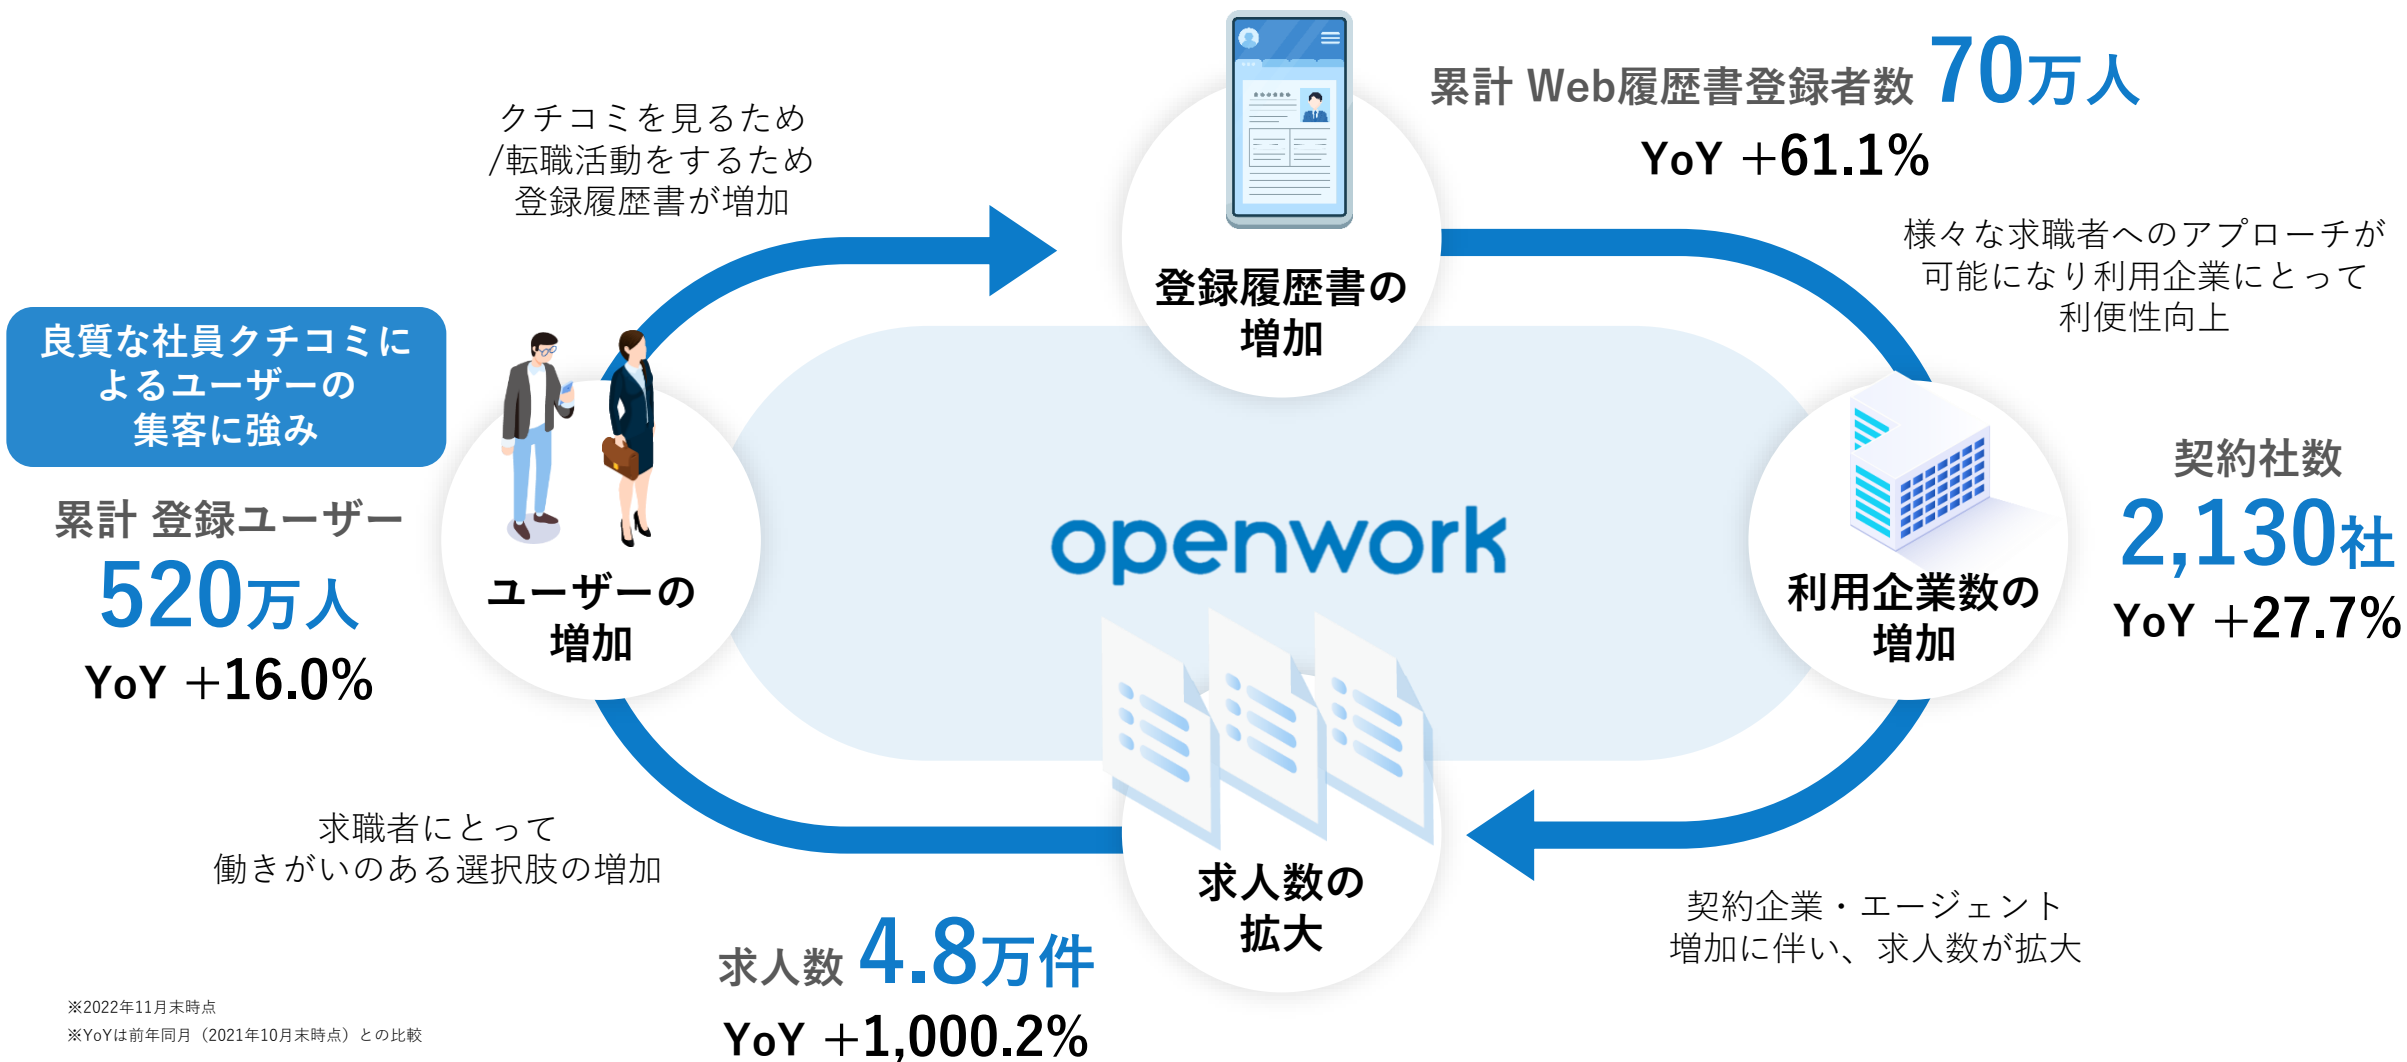 クチコミを見るため
/転職活動をするため
登録履歴書が増加
累計 Web履歴書登録者数 70万人
YoY +61.1%
登録履歴書の
増加
様々な求職者へのアプローチが
可能になり利用企業にとって
利便性向上
良質な社員クチコミに
よるユーザーの
集客に強み
累計 登録ユーザー
520万人
YoY +16.0%
ユーザーの
増加
openwork
利用企業数の
増加
契約社数
2,130社
YoY +27.7%
求職者にとって
働きがいのある選択肢の増加
求人数の
拡大
契約企業・エージェント
増加に伴い、求人数が拡大
求人数 4.8万件
YoY +1,000.2%
※2022年11月末時点
※YoYは前年同月（2021年10月末時点）との比較